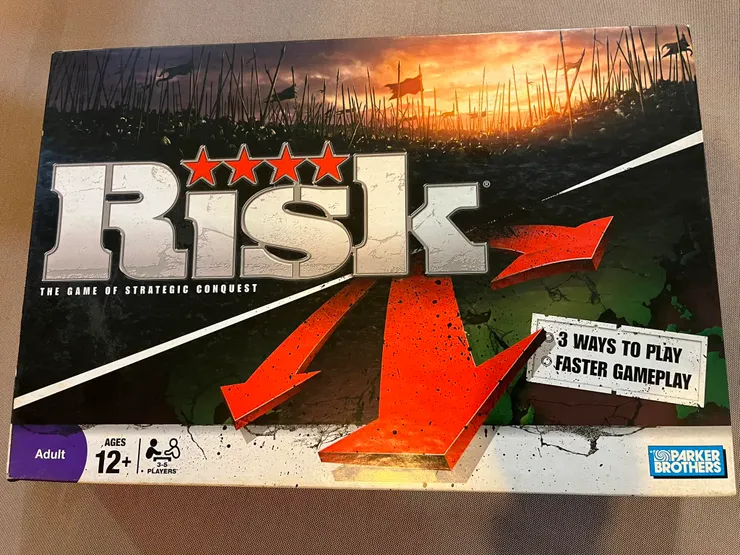 Risk®
THE GAME OF STRATEGIC CONQUEST
3 WAYS TO PLAY
FASTER GAMEPLAY
Adult
AGES
12+
3-5
PLAYERS
PARKER
BROTHERS